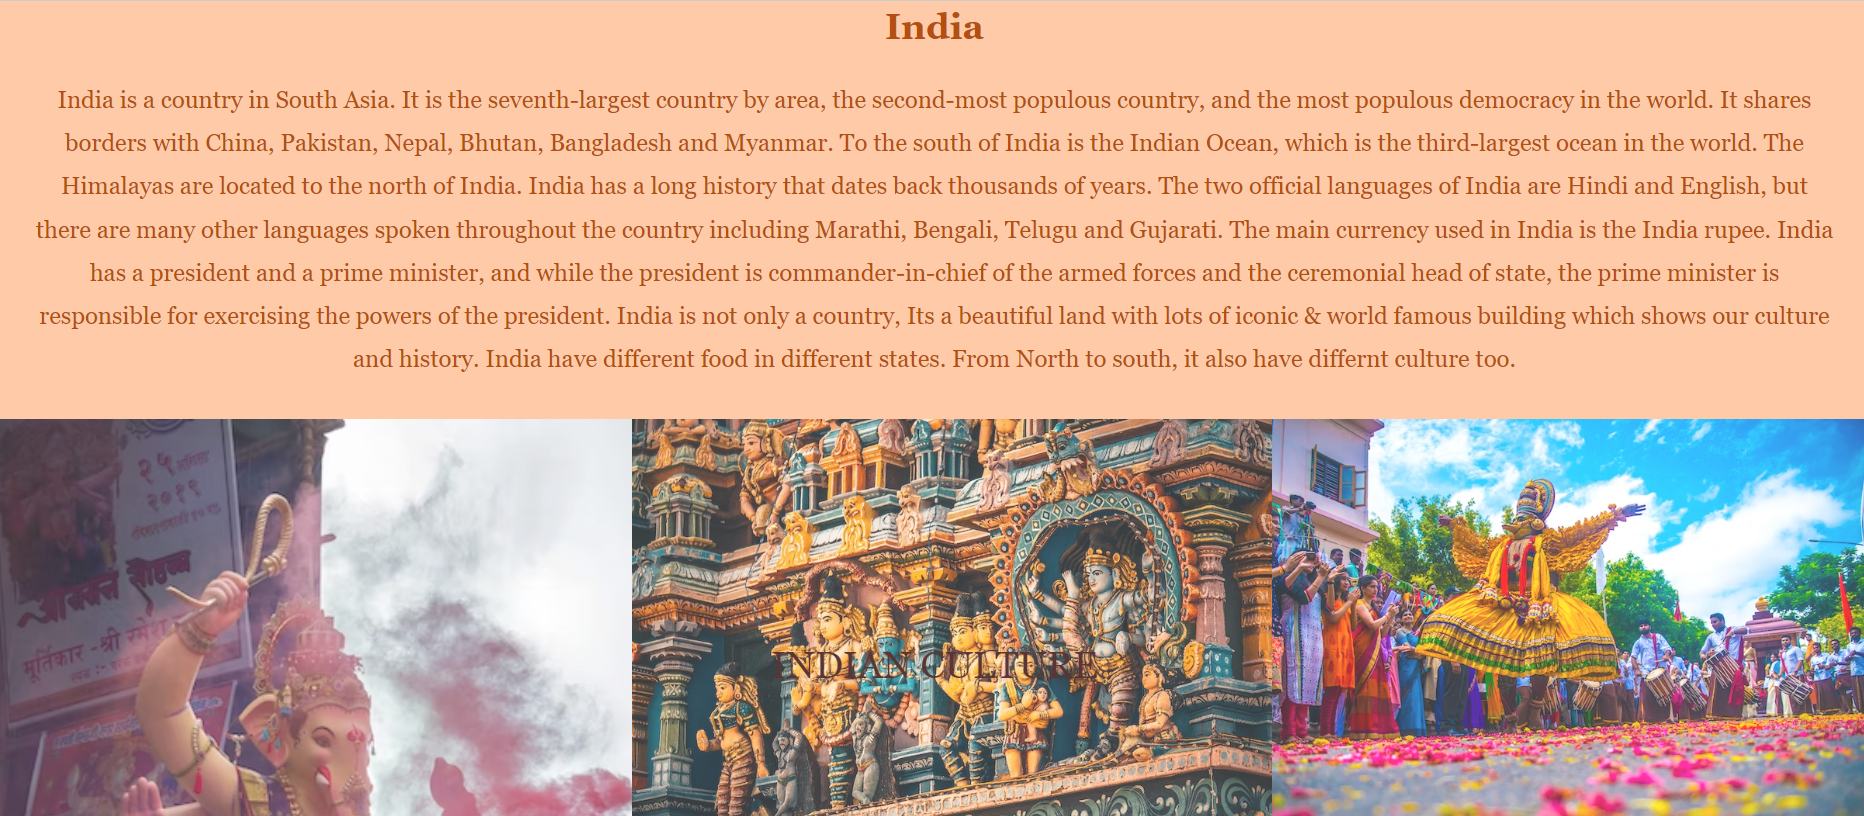 India
India is a country in South Asia. It is the seventh-largest country by area, the second-most populous country, and the most populous democracy in the world. It shares
borders with China, Pakistan, Nepal, Bhutan, Bangladesh and Myanmar. To the south of India is the Indian Ocean, which is the third-largest ocean in the world. The
Himalayas are located to the north of India. India has a long history that dates back thousands of years. The two official languages of India are Hindi and English, but
there are many other languages spoken throughout the country including Marathi, Bengali, Telugu and Gujarati. The main currency used in India is the India rupee. India
has a president and a prime minister, and while the president is commander-in-chief of the armed forces and the ceremonial head of state, the prime minister is
responsible for exercising the powers of the president. India is not only a country, Its a beautiful land with lots of iconic & world famous building which shows our culture
and history. India have different food in different states. From North to south, it also have differnt culture too.
२५
२०१९
मूर्तिकार - श्री रमेश
INDIAN CULTURE